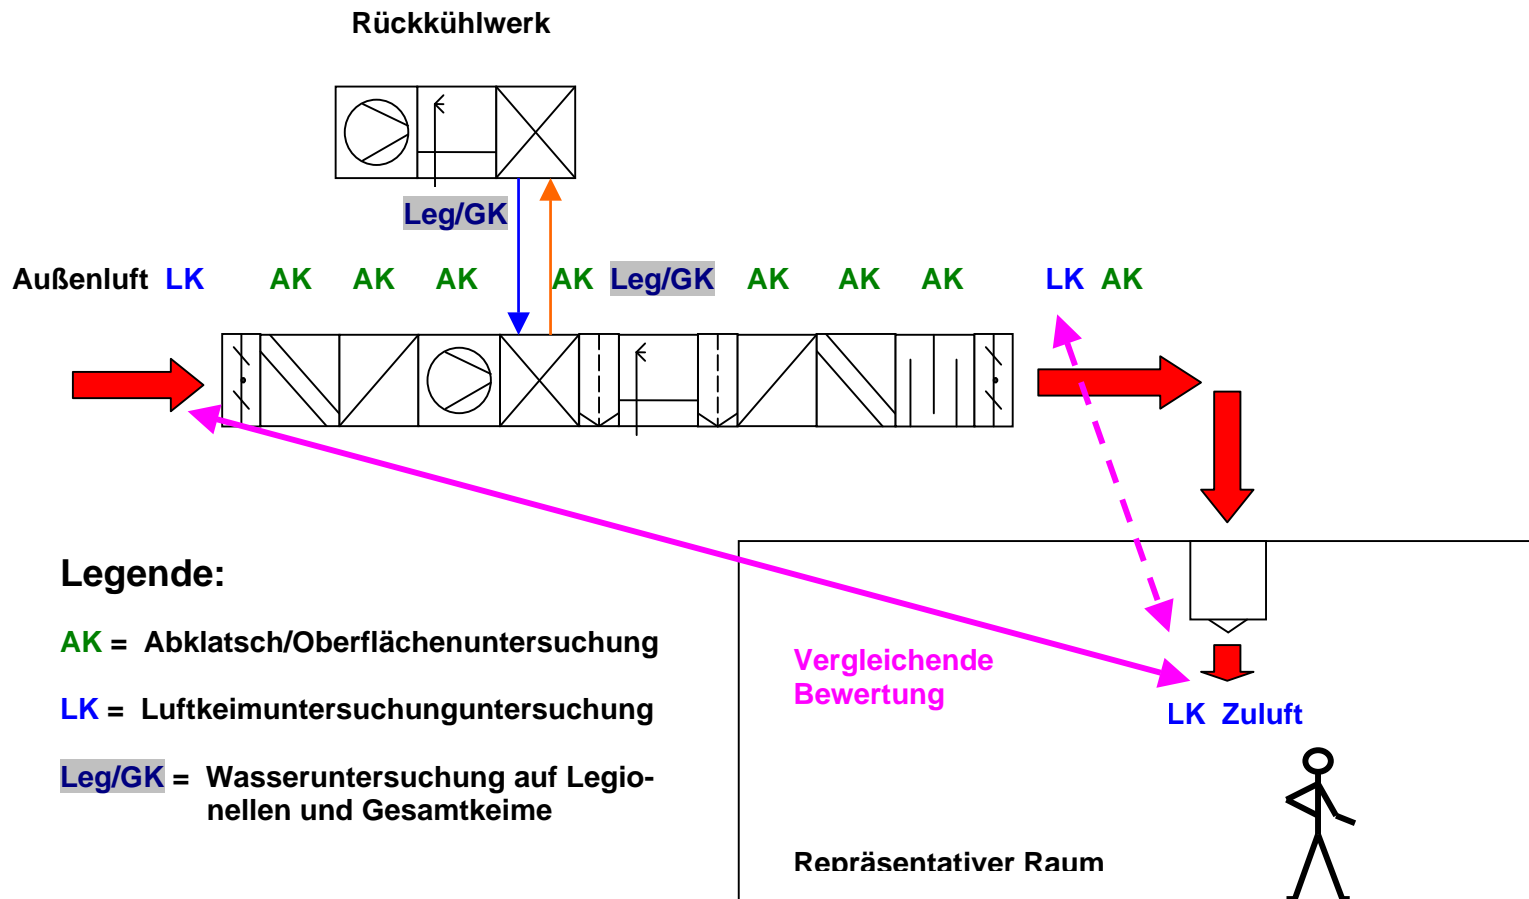 Rückkühlwerk
Leg/GK
Außenluft LK AK AK AK AK Leg/GK AK AK AK LK AK
Legende:
AK = Abklatsch/Oberflächenuntersuchung
LK = Luftkeimuntersuchunguntersuchung
Leg/GK = Wasseruntersuchung auf Legio-
nellen und Gesamtkeime
Vergleichende
Bewertung
LK Zuluft
Repräsentativer Raum